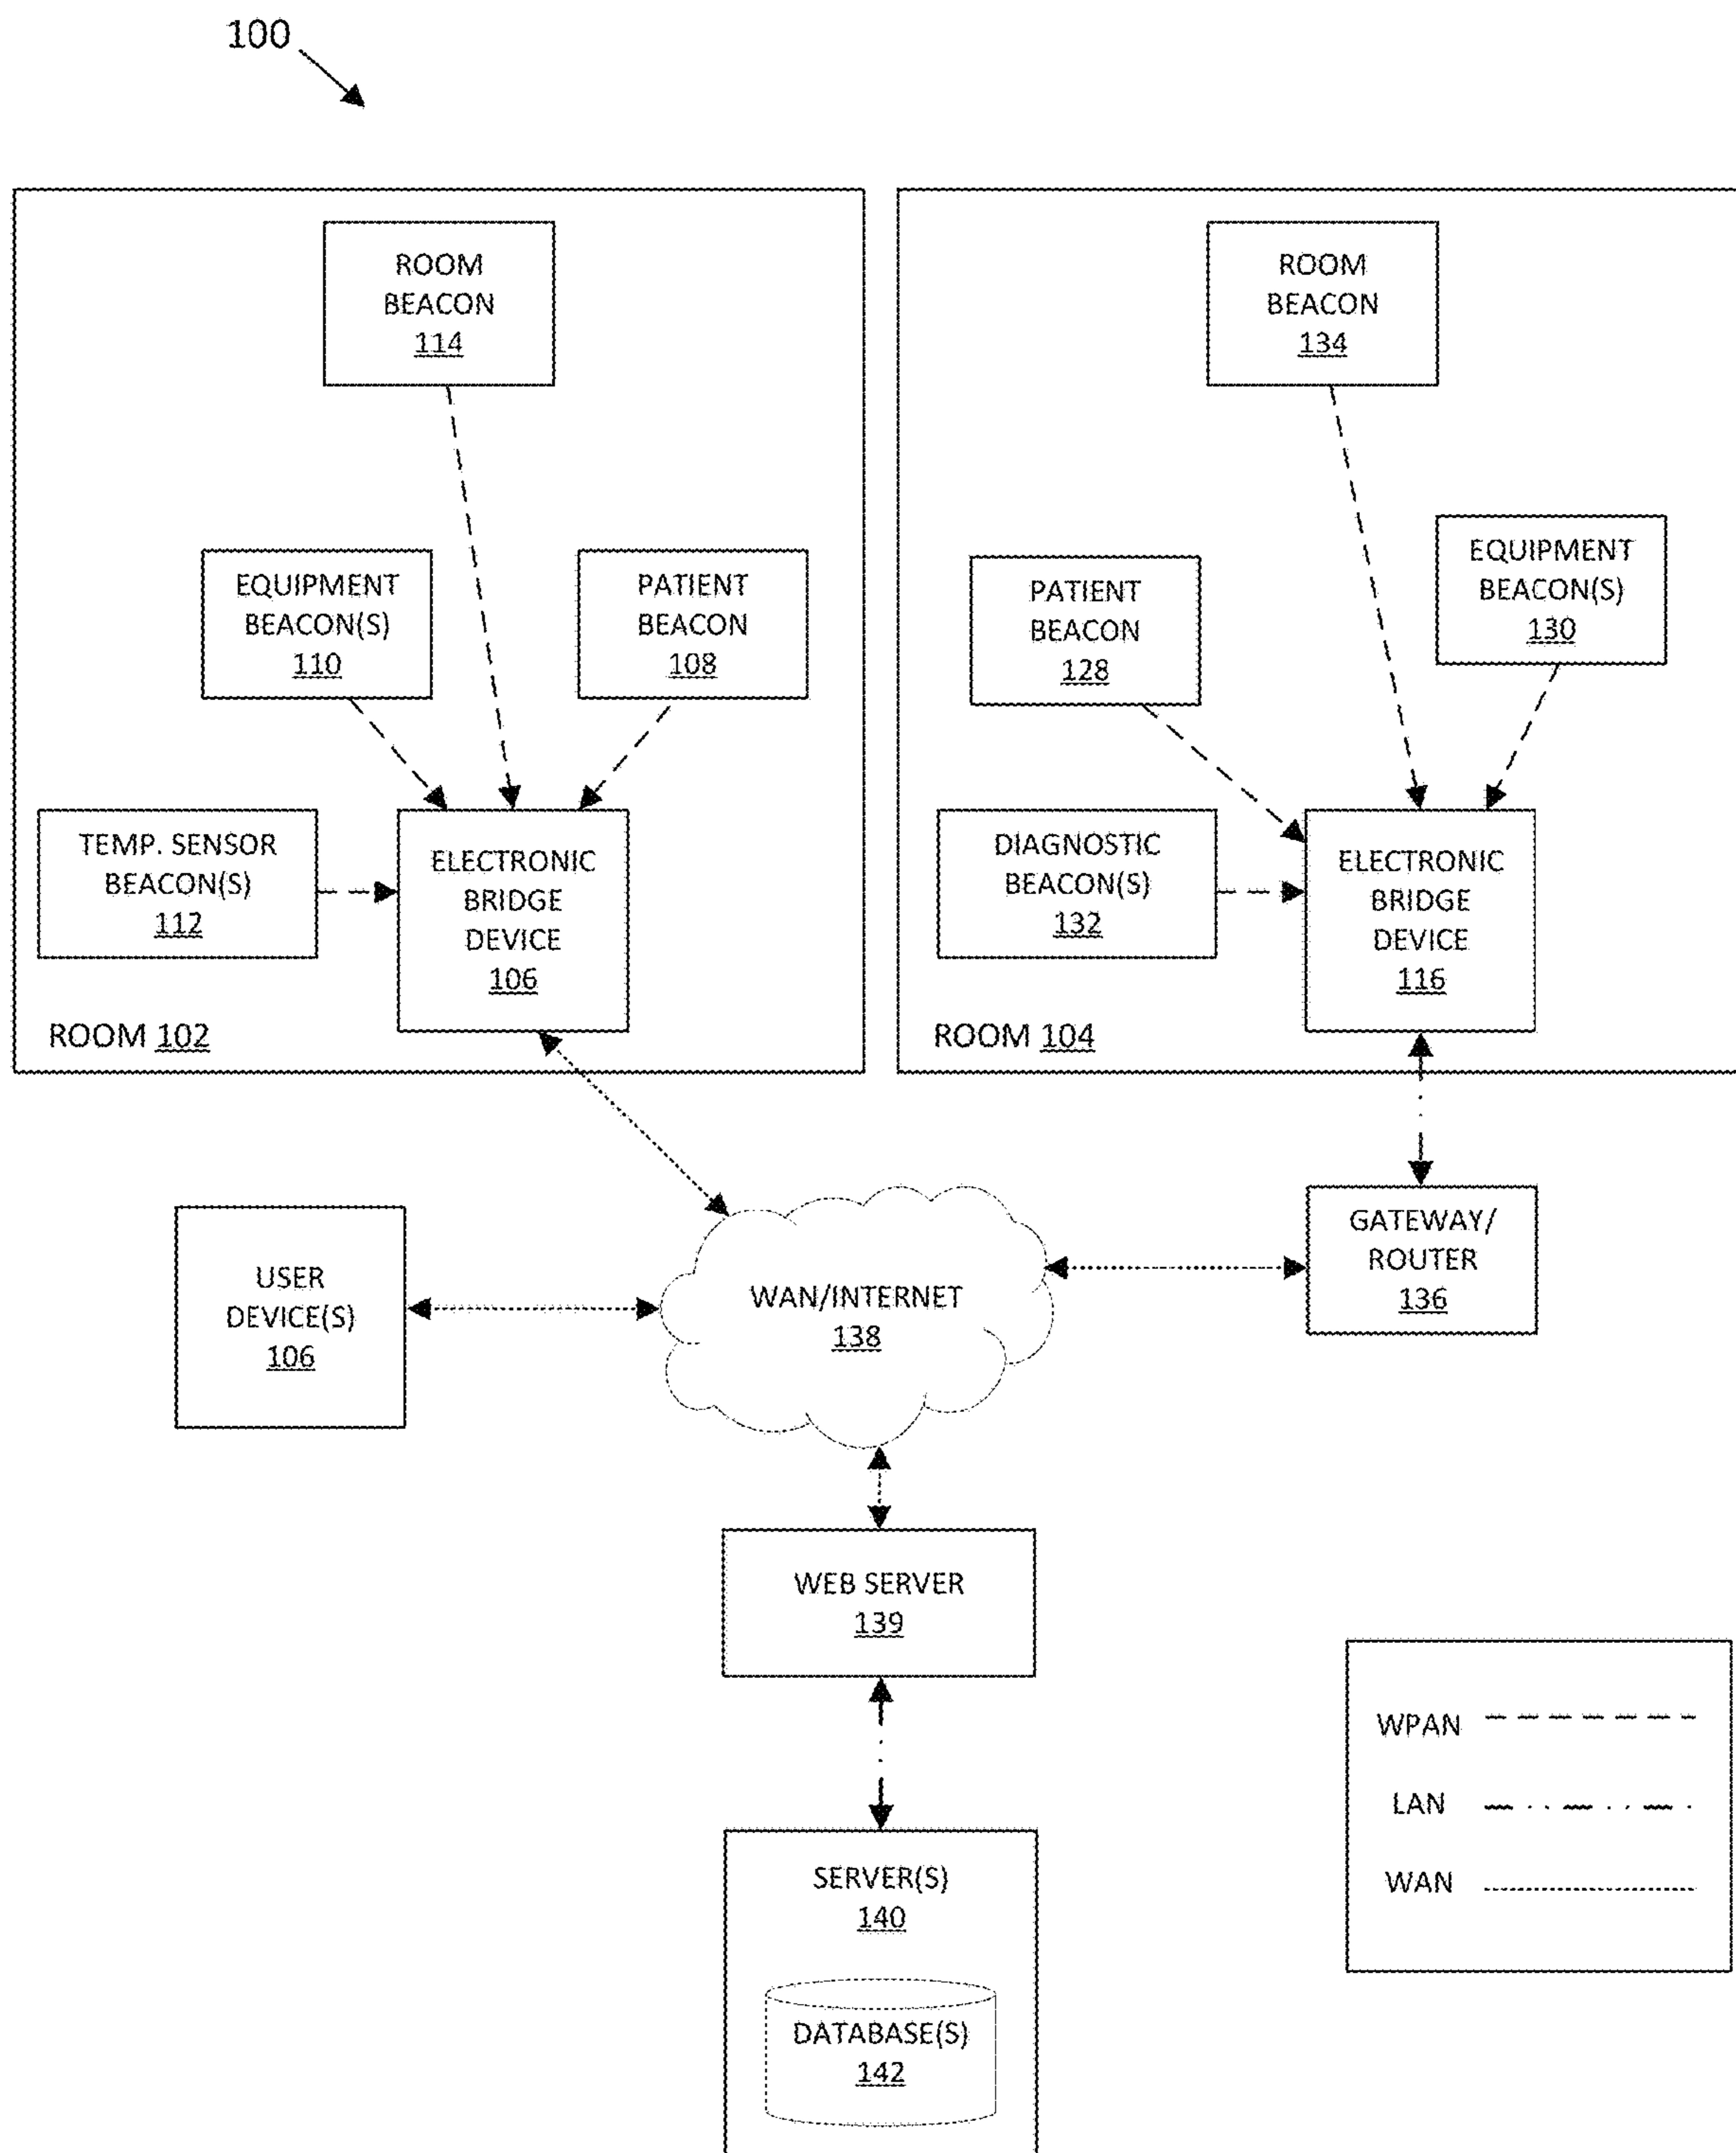 100
ROOM
BEACON
114
EQUIPMENT
BEACON(S)
110
PATIENT
BEACON
108
TEMP. SENSOR
BEACON(S)
112
ELECTRONIC
BRIDGE
DEVICE
106
ROOM 102
ROOM
BEACON
134
PATIENT
BEACON
128
EQUIPMENT
BEACON(S)
130
DIAGNOSTIC
BEACON(S)
132
ELECTRONIC
BRIDGE
DEVICE
116
ROOM 104
USER
DEVICE(S)
106
WAN/INTERNET
138
GATEWAY/
ROUTER
136
WEB SERVER
139
SERVER(S)
140
DATABASE(S)
142
WPAN
LAN
WAN